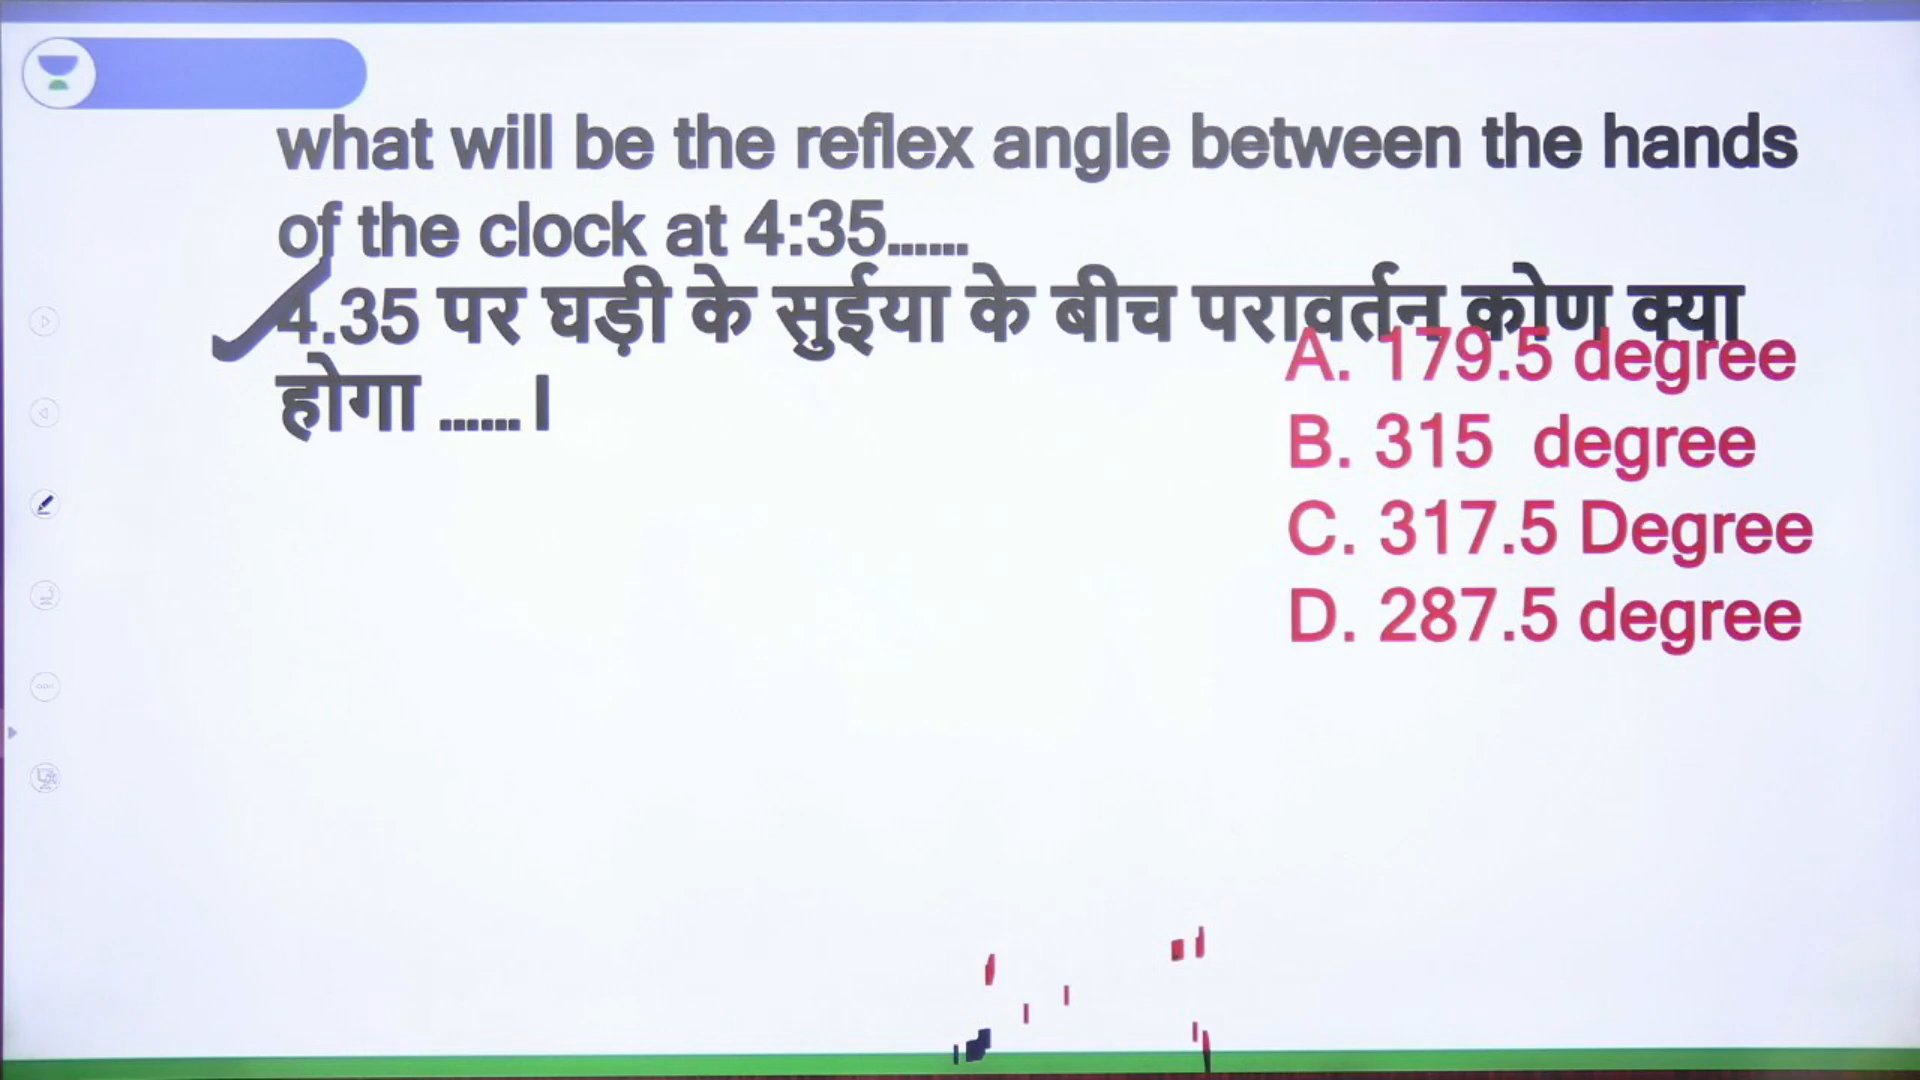 what will be the reflex angle between the hands
of the clock at 4:35......
4.35 पर घड़ी के सुईया के बीच परावर्तन कोण क्या
होगा ......।
A. 179.5 degree
B. 315 degree
C. 317.5 Degree
D. 287.5 degree